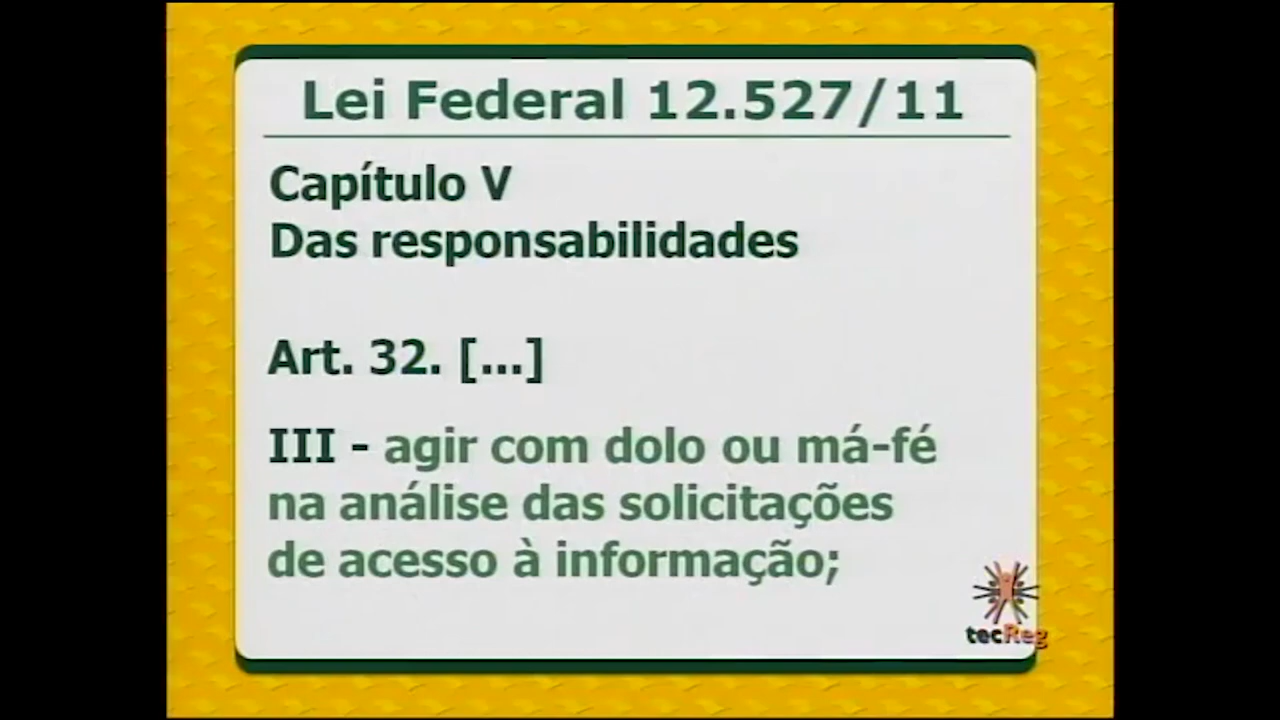 Lei Federal 12.527/11
Capítulo V
Das responsabilidades
Art. 32. [...]
III - agir com dolo ou má-fé
na análise das solicitações
de acesso à informação;
tecReg